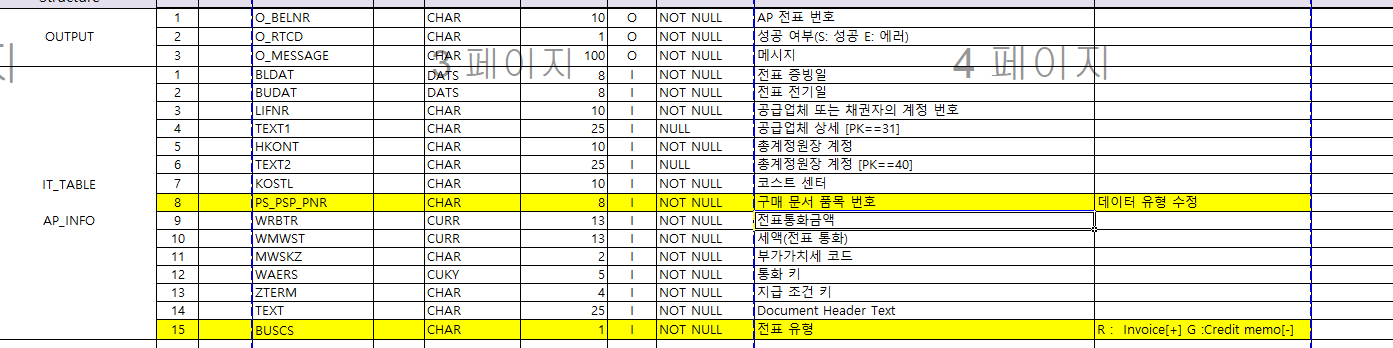 Structure
OUTPUT
1 O_BELNR CHAR 10 O NOT NULL AP 전표 번호
2 O_RTCD CHAR 1 O NOT NULL 성공 여부(S: 성공 E: 에러)
3 O_MESSAGE CHAR 100 O NOT NULL 메시지
지
3 페이지
4 페이지
IT_TABLE
AP_INFO
1 BLDAT DATS 8 I NOT NULL 전표 증빙일
2 BUDAT DATS 8 I NOT NULL 전표 전기일
3 LIFNR CHAR 10 I NOT NULL 공급업체 또는 채권자의 계정 번호
4 TEXT1 CHAR 25 I NULL 공급업체 상세 [PK==31]
5 HKONT CHAR 10 I NOT NULL 총계정원장 계정
6 TEXT2 CHAR 25 I NULL 총계정원장 계정 [PK==40]
7 KOSTL CHAR 10 I NOT NULL 코스트 센터
8 PS_PSP_PNR CHAR 8 I NOT NULL 구매 문서 품목 번호 데이터 유형 수정
9 WRBTR CURR 13 I NOT NULL 전표통화금액
10 WMWST CURR 13 I NOT NULL 세액(전표 통화)
11 MWSKZ CHAR 2 I NOT NULL 부가가치세 코드
12 WAERS CUKY 5 I NOT NULL 통화 키
13 ZTERM CHAR 4 I NOT NULL 지급 조건 키
14 TEXT CHAR 25 I NOT NULL Document Header Text
15 BUSCS CHAR 1 I NOT NULL 전표 유형 R : Invoice[+] G :Credit memo[-]